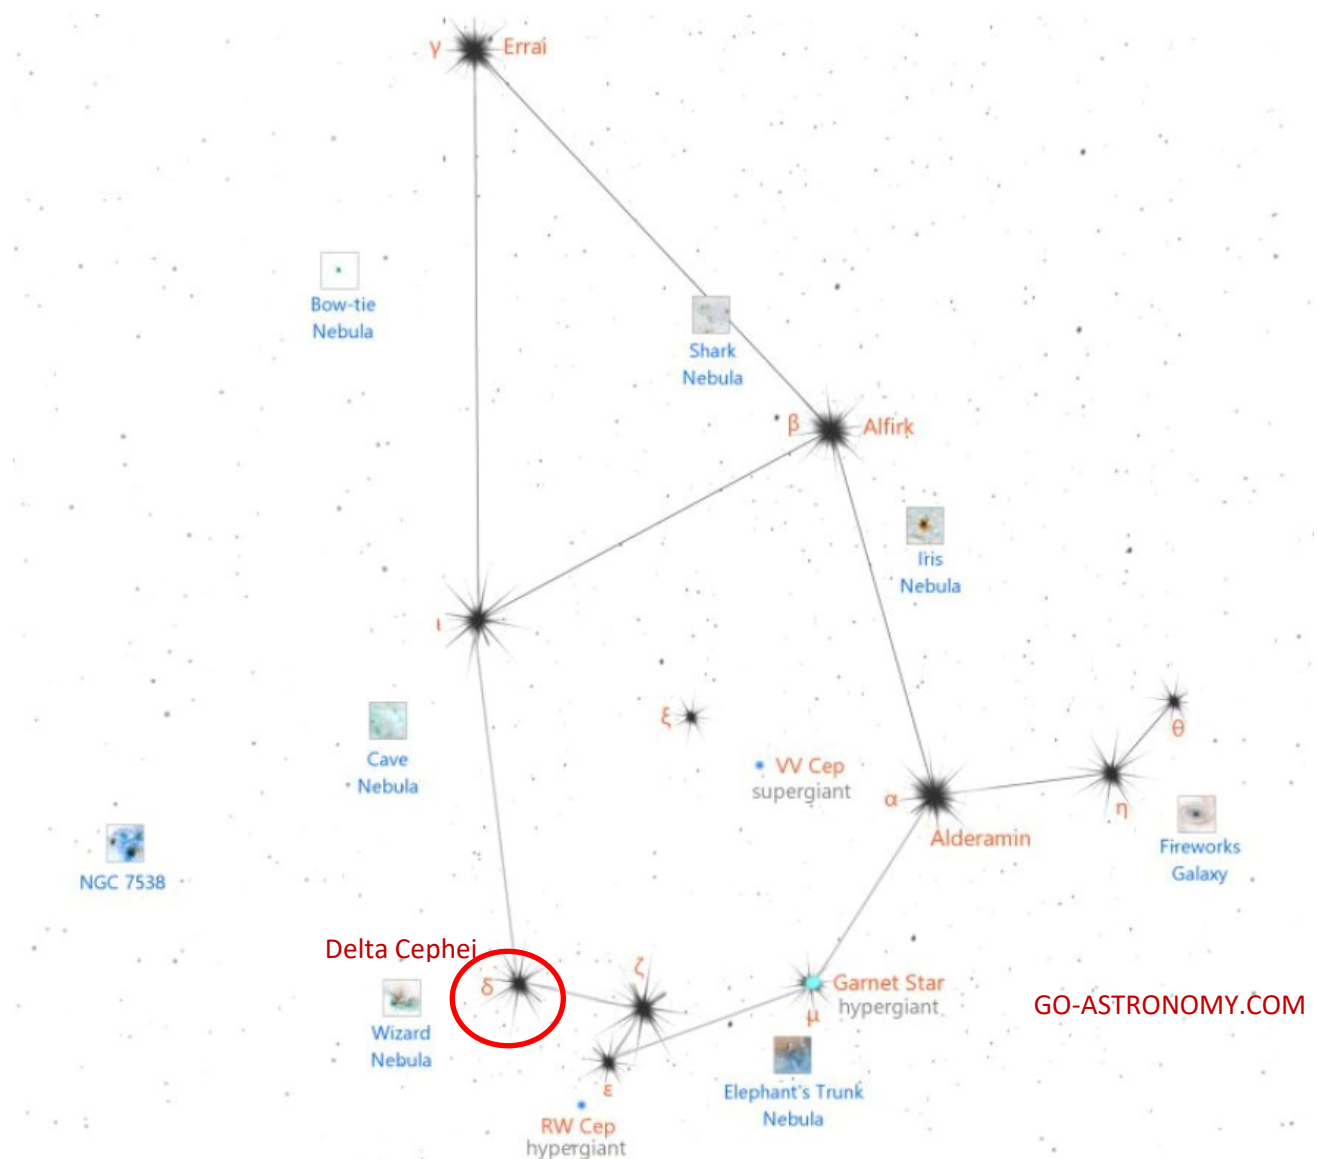 γ Errai
Bow-tie
Nebula
Shark
Nebula
β Alfirk
Iris
Nebula
ι
ξ
θ
Cave
Nebula
VV Cep
supergiant
α
η
Alderamin
Fireworks
Galaxy
NGC 7538
Delta Cephei
ζ
δ
Garnet Star
hypergiant
μ
GO-ASTRONOMY.COM
Wizard
Nebula
ε
Elephant's Trunk
Nebula
RW Cep
hypergiant